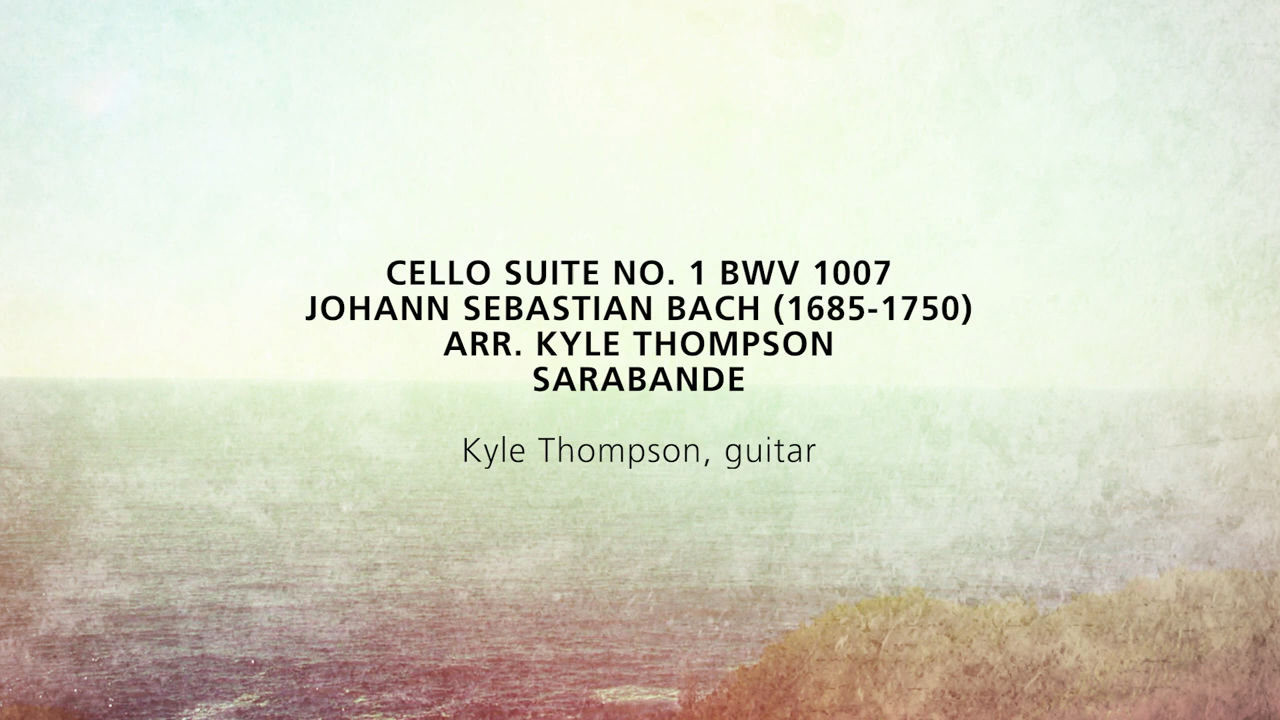 CELLO SUITE NO. 1 BWV 1007
JOHANN SEBASTIAN BACH (1685-1750)
ARR. KYLE THOMPSON
SARABANDE
Kyle Thompson, guitar